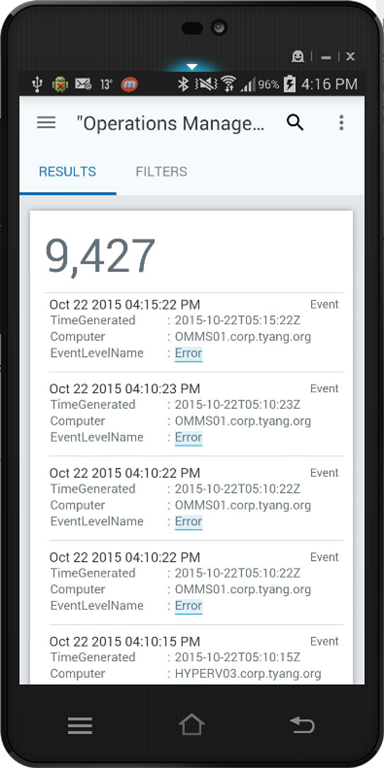 13° m 96% 4:16 PM
"Operations Manage...
RESULTS FILTERS
9,427
Oct 22 2015 04:15:22 PM Event
TimeGenerated : 2015-10-22T05:15:22Z
Computer : OMMS01.corp.tyang.org
EventLevelName : Error
Oct 22 2015 04:10:23 PM Event
TimeGenerated : 2015-10-22T05:10:23Z
Computer : OMMS01.corp.tyang.org
EventLevelName : Error
Oct 22 2015 04:10:22 PM Event
TimeGenerated : 2015-10-22T05:10:22Z
Computer : OMMS01.corp.tyang.org
EventLevelName : Error
Oct 22 2015 04:10:22 PM Event
TimeGenerated : 2015-10-22T05:10:22Z
Computer : OMMS01.corp.tyang.org
EventLevelName : Error
Oct 22 2015 04:10:15 PM Event
TimeGenerated : 2015-10-22T05:10:15Z
Computer : HYPERV03.corp.tyang.org